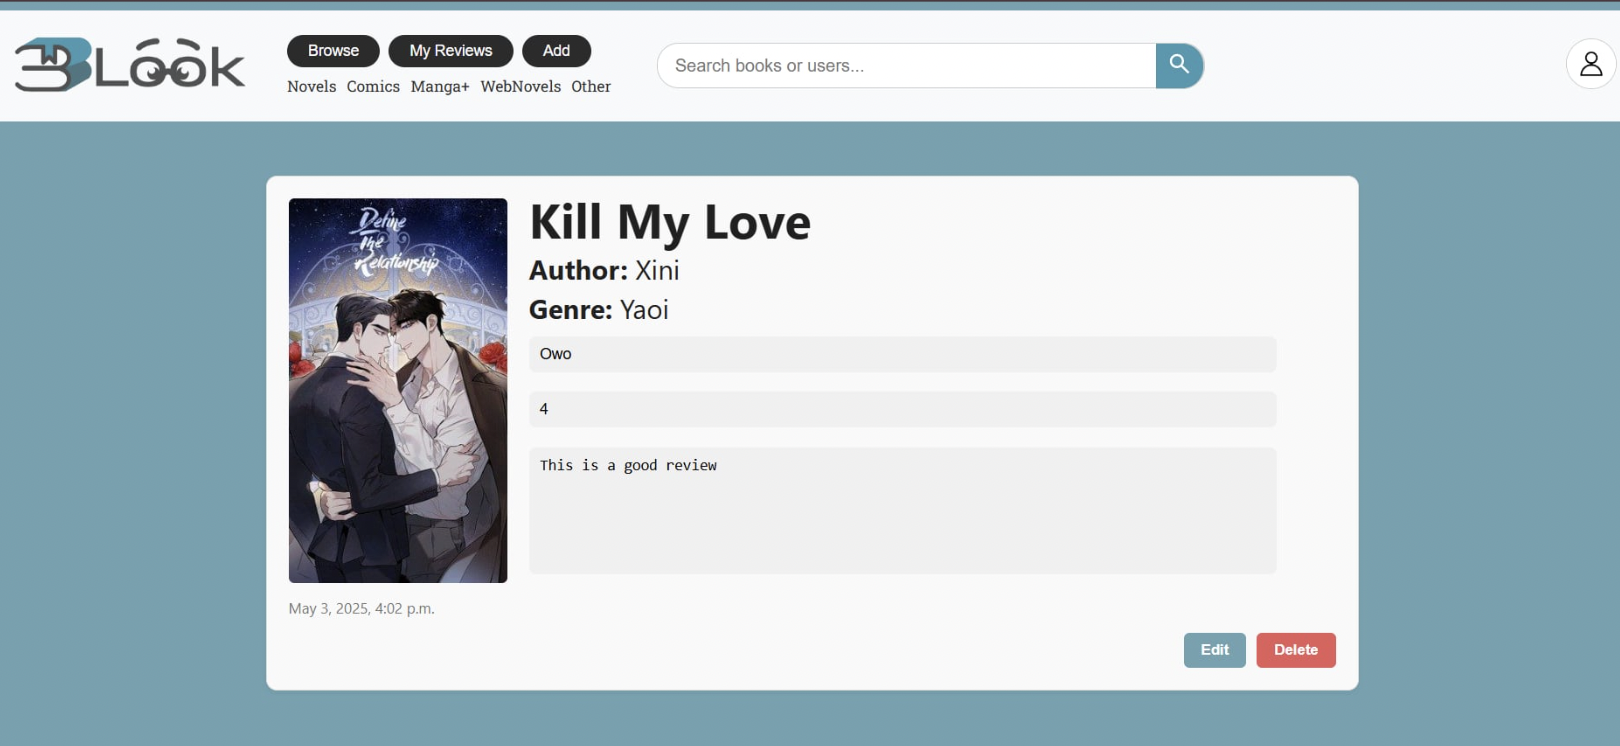 BLook
Browse My Reviews Add
Novels Comics Manga+ WebNovels Other
Search books or users...
Define
The
Relationship
Kill My Love
Author: Xini
Genre: Yaoi
Owo
4
This is a good review
May 3, 2025, 4:02 p.m.
Edit Delete